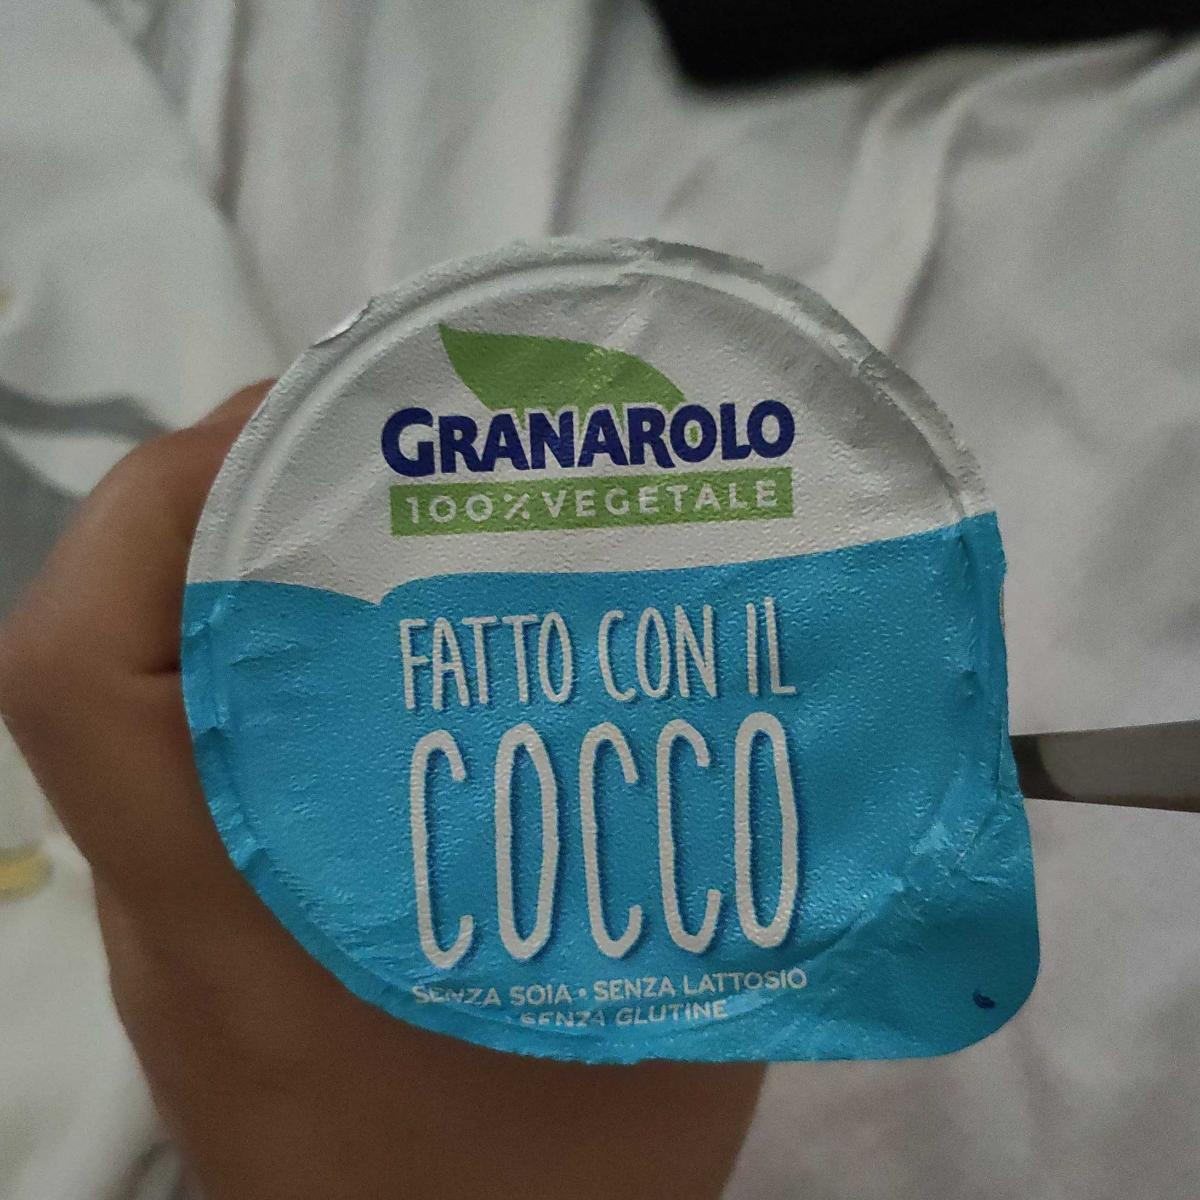 GRANAROLO
100% VEGETALE
FATTO CON IL
COCCO
SENZA SOIA • SENZA LATTOSIO
• SENZA GLUTINE